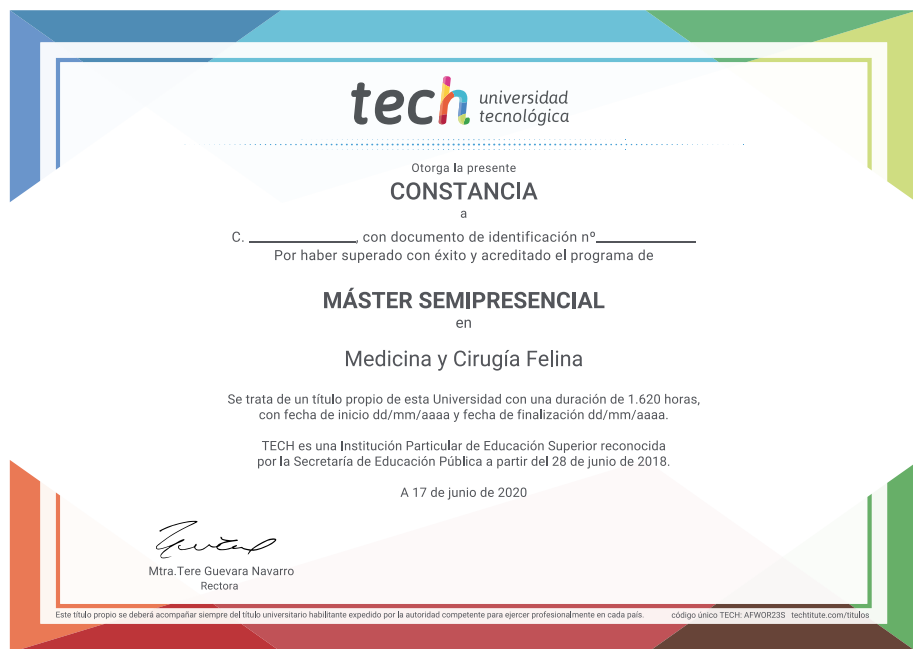 tech universidad
tecnológica
Otorga la presente
CONSTANCIA
a
C. ____________, con documento de identificación nº____________
Por haber superado con éxito y acreditado el programa de
MÁSTER SEMIPRESENCIAL
en
Medicina y Cirugía Felina
Se trata de un título propio de esta Universidad con una duración de 1.620 horas,
con fecha de inicio dd/mm/aaaa y fecha de finalización dd/mm/aaaa.
TECH es una Institución Particular de Educación Superior reconocida
por la Secretaría de Educación Pública a partir del 28 de junio de 2018.
A 17 de junio de 2020
Mtra.Tere Guevara Navarro
Rectora
Este título propio se deberá acompañar siempre del título universitario habilitante expedido por la autoridad competente para ejercer profesionalmente en cada país. código único TECH: AFWOR23S techtitute.com/titulos